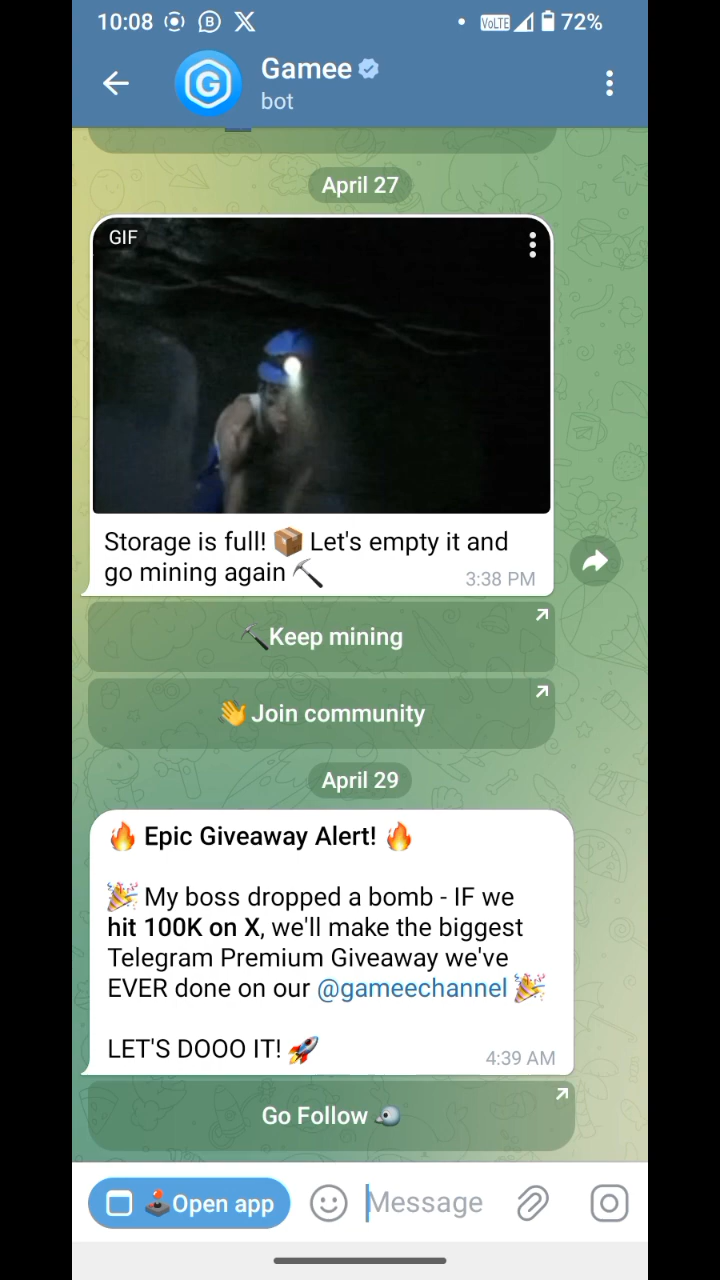 10:08
VoLTE
72%
Gamee
bot
April 27
GIF
Storage is full! 📦 Let's empty it and
go mining again ⛏️
3:38 PM
⛏️Keep mining
👋Join community
April 29
🔥 Epic Giveaway Alert! 🔥
🎉 My boss dropped a bomb - IF we
hit 100K on X, we'll make the biggest
Telegram Premium Giveaway we've
EVER done on our @gameechannel 🎉
LET'S DOOO IT! 🚀
4:39 AM
Go Follow 🐦
🕹️Open app
Message